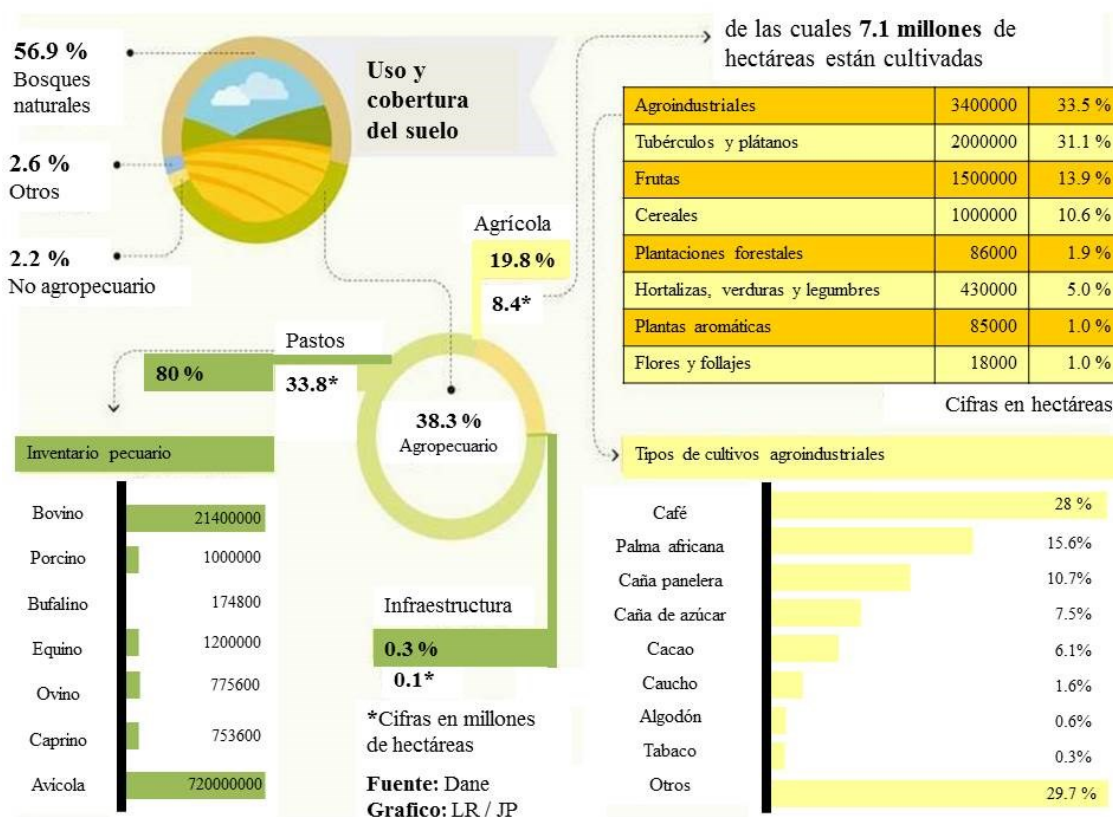 56.9 %
Bosques
naturales
2.6 %
Otros
2.2 %
No agropecuario
Uso y
cobertura
del suelo
de las cuales 7.1 millones de
hectáreas están cultivadas
Agroindustriales 3400000 33.5 %
Tubérculos y plátanos 2000000 31.1 %
Frutas 1500000 13.9 %
Cereales 1000000 10.6 %
Plantaciones forestales 86000 1.9 %
Hortalizas, verduras y legumbres 430000 5.0 %
Plantas aromáticas 85000 1.0 %
Flores y follajes 18000 1.0 %
Cifras en hectáreas
Agrícola
19.8 %
8.4*
Pastos
80 %
33.8*
38.3 %
Agropecuario
Infraestructura
0.3 %
0.1*
*Cifras en millones
de hectáreas
Fuente: Dane
Grafico: LR / JP
Inventario pecuario
Bovino 21400000
Porcino 1000000
Bufalino 174800
Equino 1200000
Ovino 775600
Caprino 753600
Avicola 720000000
Tipos de cultivos agroindustriales
Café 28 %
Palma africana 15.6%
Caña panelera 10.7%
Caña de azúcar 7.5%
Cacao 6.1%
Caucho 1.6%
Algodón 0.6%
Tabaco 0.3%
Otros 29.7 %